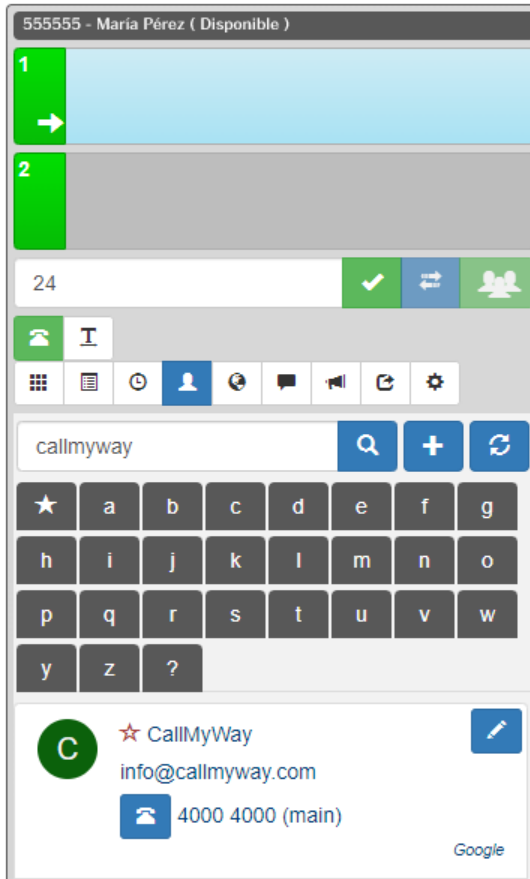 555555 - María Pérez ( Disponible )
1
2
24
T
callmyway
a b c d e f g
h i j k l m n o
p q r s t u v w
y z ?
C
CallMyWay
info@callmyway.com
4000 4000 (main)
Google